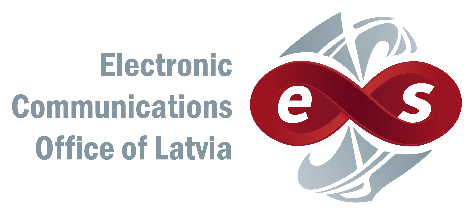 Electronic
Communications
Office of Latvia
es